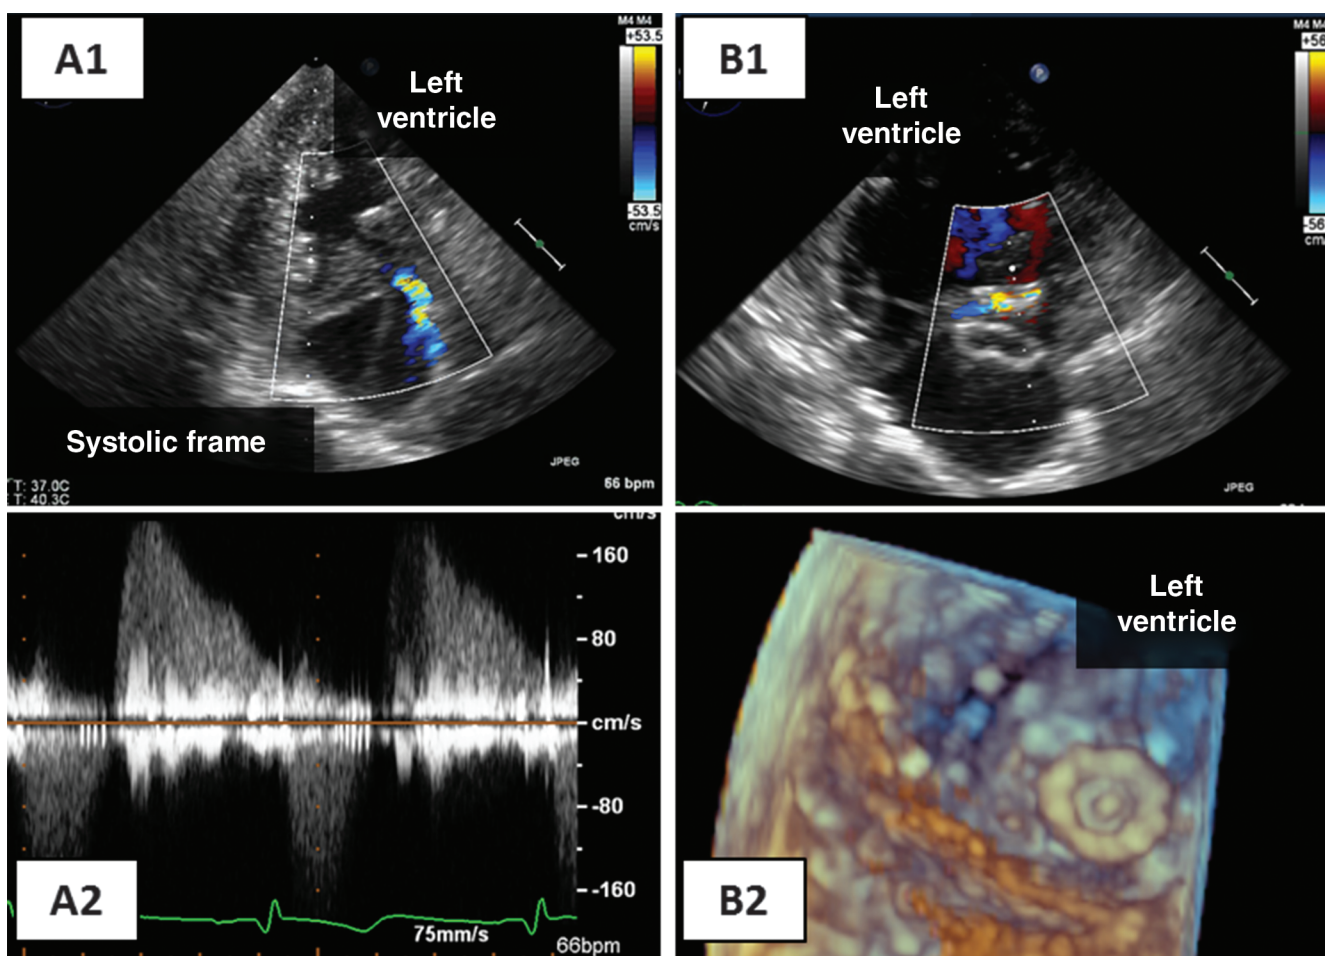 A1
Left
ventricle
M4 M4
+53.5
-53.5
cm/s
Systolic frame
T: 37.0C
T: 40.3C
JPEG
66 bpm
B1
Left
ventricle
P
M4 M4
+56
-56
cm/
JPEG
A2
cm/s
160
80
cm/s
-80
-160
75mm/s
66bpm
B2
Left
ventricle